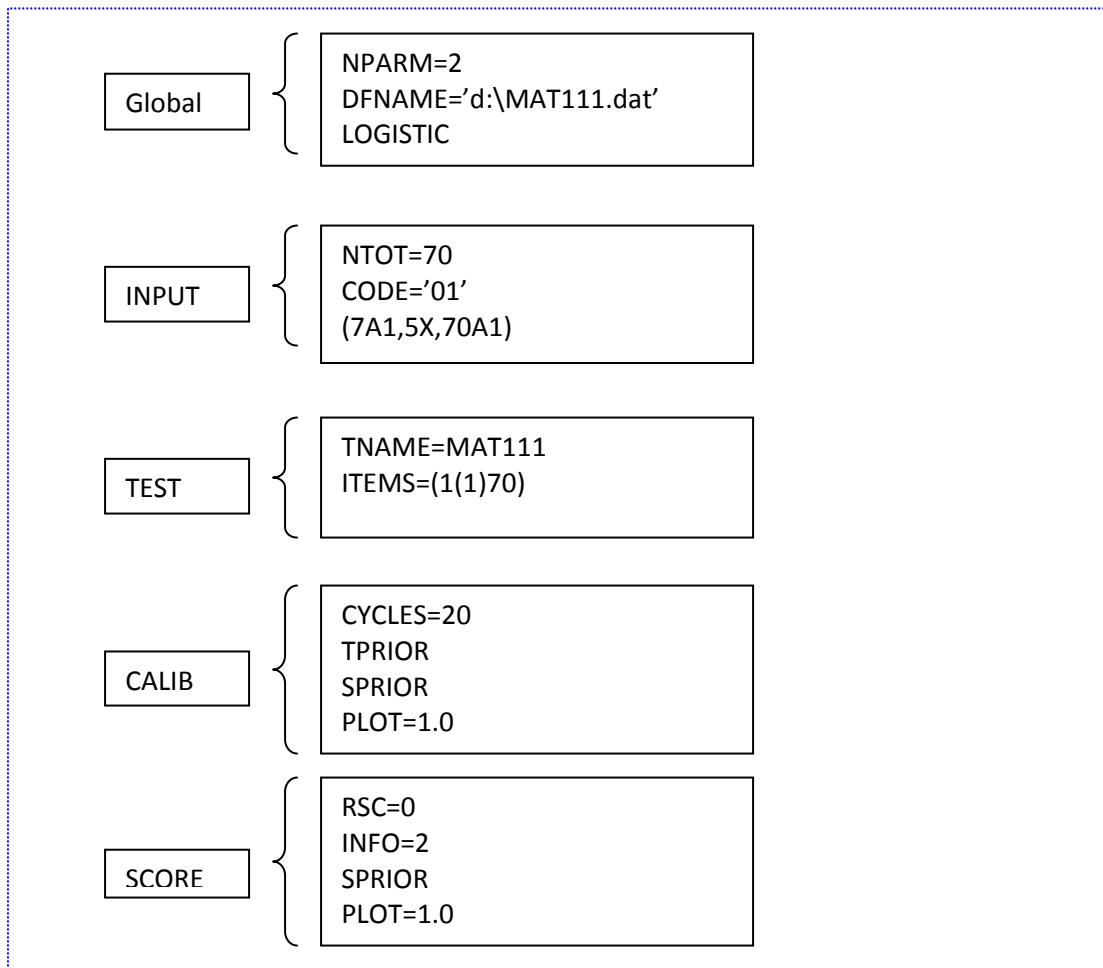 Global
NPARM=2
DFNAME=’d:\MAT111.dat’
LOGISTIC
INPUT
NTOT=70
CODE=’01’
(7A1,5X,70A1)
TEST
TNAME=MAT111
ITEMS=(1(1)70)
CALIB
CYCLES=20
TPRIOR
SPRIOR
PLOT=1.0
SCORE
RSC=0
INFO=2
SPRIOR
PLOT=1.0